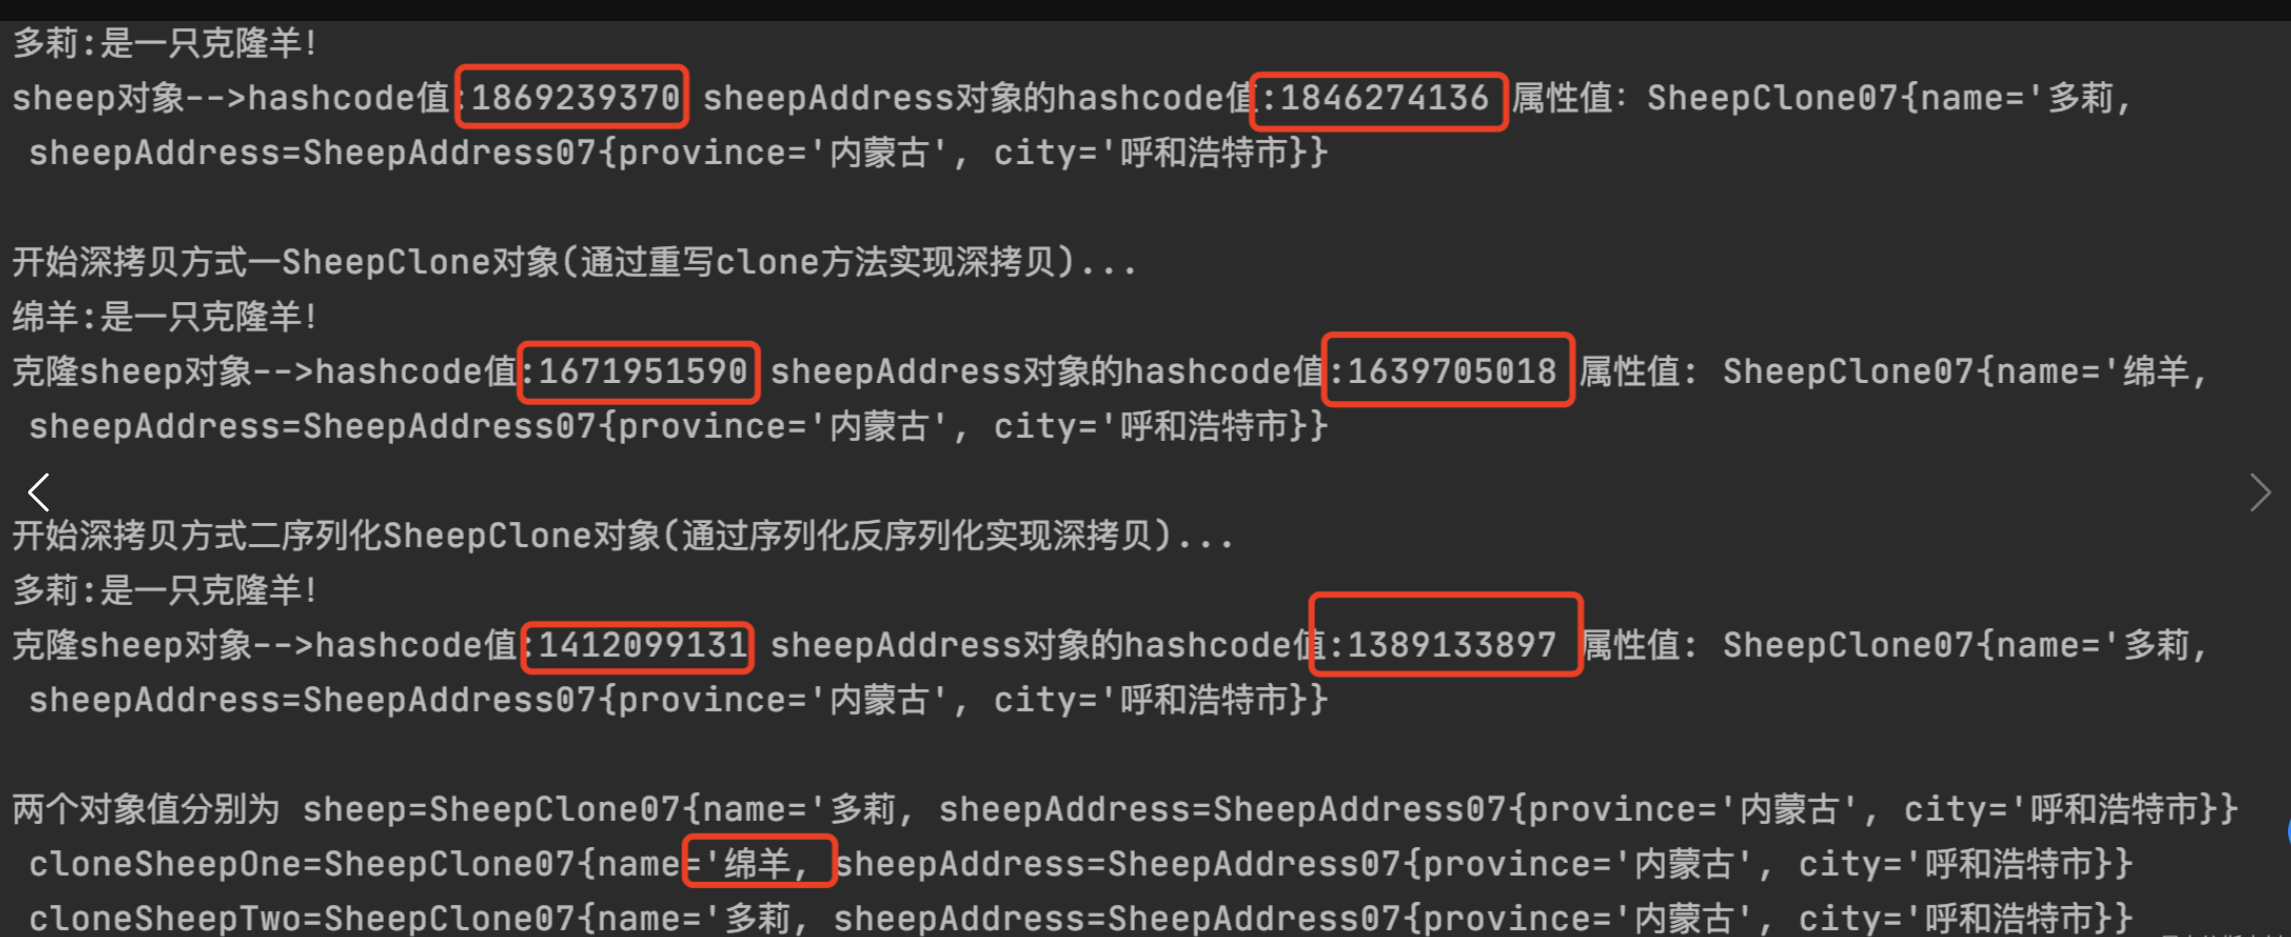 多莉:是一只克隆羊!
sheep对象-->hashcode值:1869239370 sheepAddress对象的hashcode值:1846274136 属性值: SheepClone07{name='多莉,
sheepAddress=SheepAddress07{province='内蒙古', city='呼和浩特市}}
开始深拷贝方式一SheepClone对象(通过重写clone方法实现深拷贝)...
绵羊:是一只克隆羊!
克隆sheep对象-->hashcode值:1671951590 sheepAddress对象的hashcode值:1639705018 属性值: SheepClone07{name='绵羊,
sheepAddress=SheepAddress07{province='内蒙古', city='呼和浩特市}}
开始深拷贝方式二序列化SheepClone对象(通过序列化反序列化实现深拷贝)...
多莉:是一只克隆羊!
克隆sheep对象-->hashcode值:1412099131 sheepAddress对象的hashcode值:1389133897 属性值: SheepClone07{name='多莉,
sheepAddress=SheepAddress07{province='内蒙古', city='呼和浩特市}}
两个对象值分别为 sheep=SheepClone07{name='多莉, sheepAddress=SheepAddress07{province='内蒙古', city='呼和浩特市}}
cloneSheepOne=SheepClone07{name='绵羊, sheepAddress=SheepAddress07{province='内蒙古', city='呼和浩特市}}
cloneSheepTwo=SheepClone07{name='多莉, sheepAddress=SheepAddress07{province='内蒙古', city='呼和浩特市}}